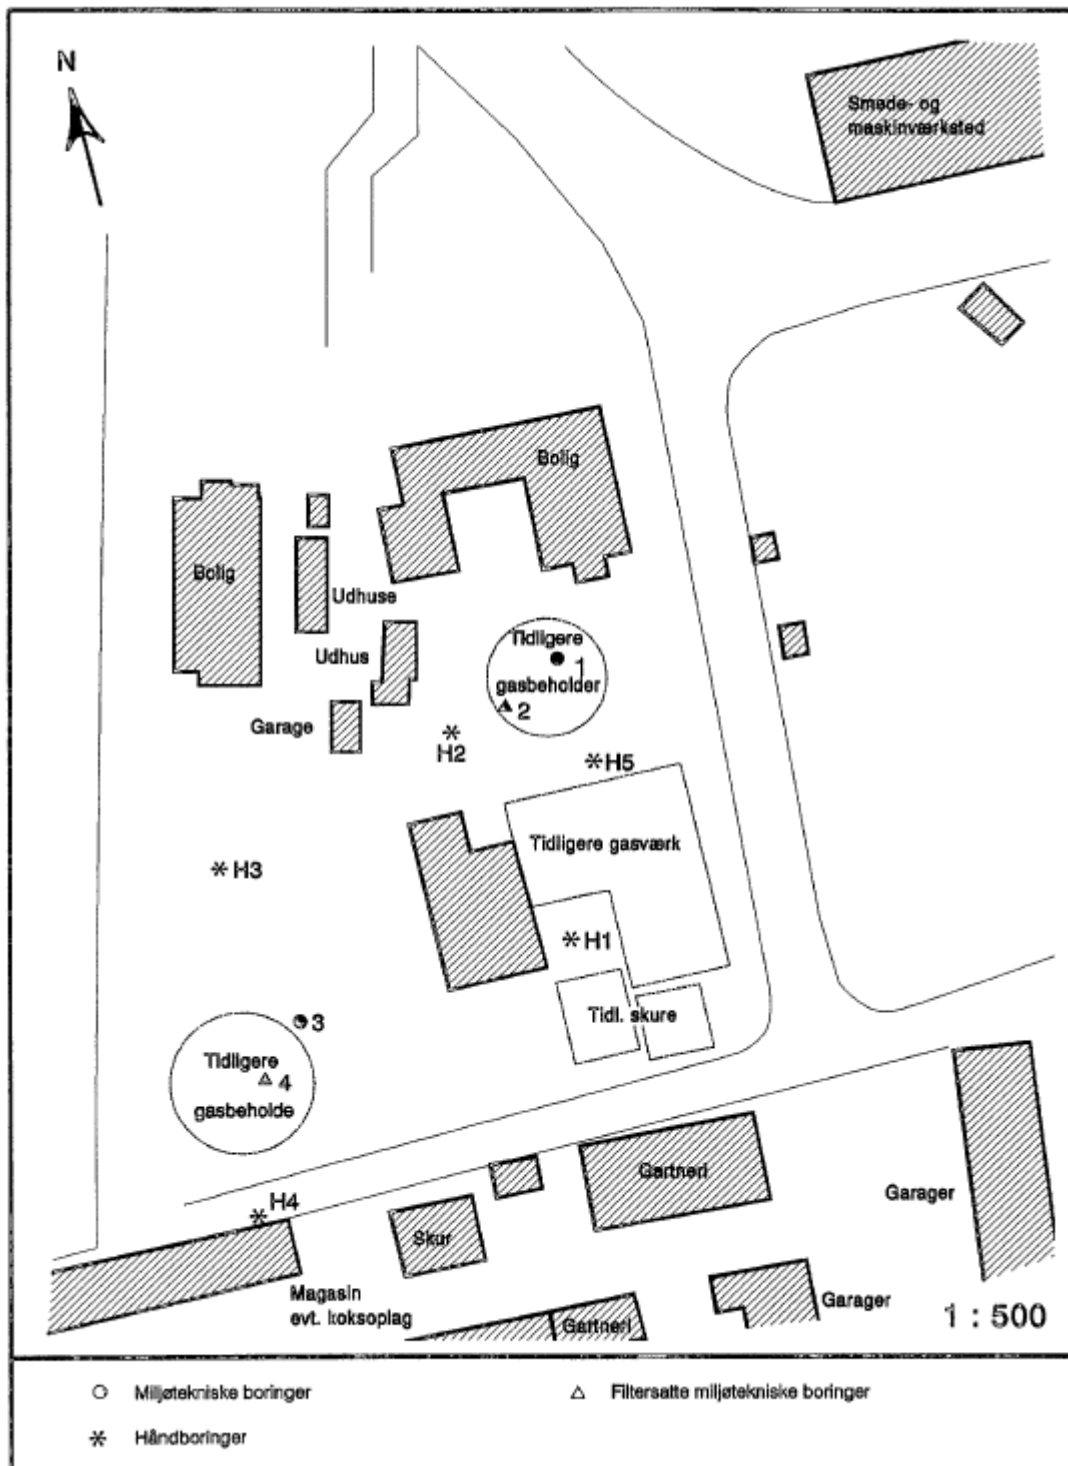 N
Smede- og
maskinværksted
Bolig
Bolig
Udhuse
Udhus
Tidligere
1
gasbeholder
2
Garage
H2
H5
Tidligere gasværk
H3
H1
Tidl. skure
3
Tidligere
4
gasbeholde
Gartneri
Garager
H4
Skur
Magasin
evt. koksoplag
Garager
Gartneri
1 : 500
Miljøtekniske boringer
Filtersatte miljøtekniske boringer
Håndboringer